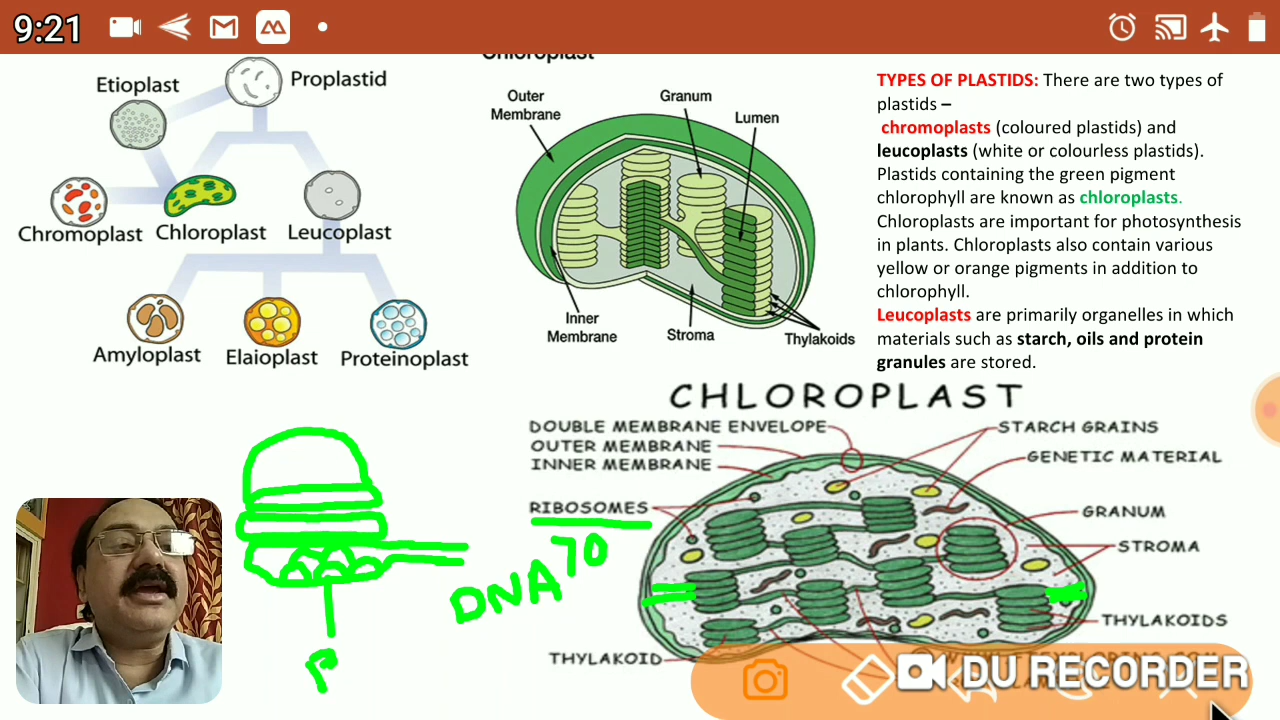 9:21
Etioplast
Proplastid
Chromoplast
Chloroplast
Leucoplast
Amyloplast
Elaioplast
Proteinoplast
Chloroplast
Outer
Membrane
Granum
Lumen
Inner
Membrane
Stroma
Thylakoids
TYPES OF PLASTIDS: There are two types of
plastids –
chromoplasts (coloured plastids) and
leucoplasts (white or colourless plastids).
Plastids containing the green pigment
chlorophyll are known as chloroplasts.
Chloroplasts are important for photosynthesis
in plants. Chloroplasts also contain various
yellow or orange pigments in addition to
chlorophyll.
Leucoplasts are primarily organelles in which
materials such as starch, oils and protein
granules are stored.
CHLOROPLAST
DOUBLE MEMBRANE ENVELOPE
OUTER MEMBRANE
INNER MEMBRANE
RIBOSOMES
THYLAKOID
STARCH GRAINS
GENETIC MATERIAL
GRANUM
STROMA
THYLAKOIDS
70
DNA
DU RECORDER